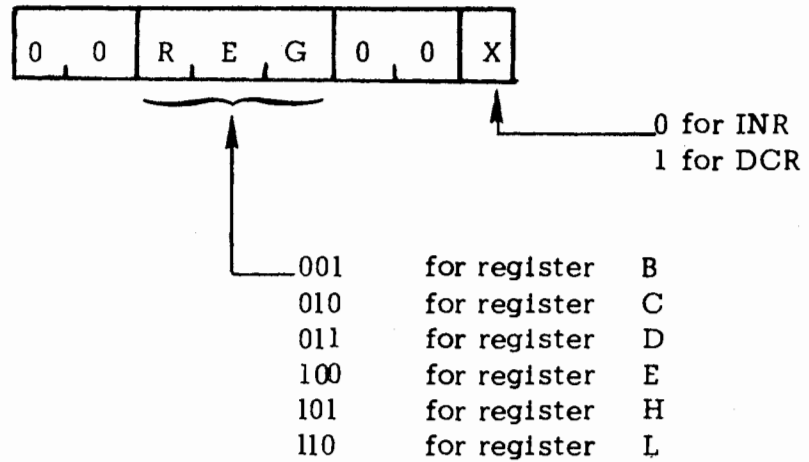 0 0 R E G 0 0 X
0 for INR
1 for DCR
001 for register B
010 for register C
011 for register D
100 for register E
101 for register H
110 for register L